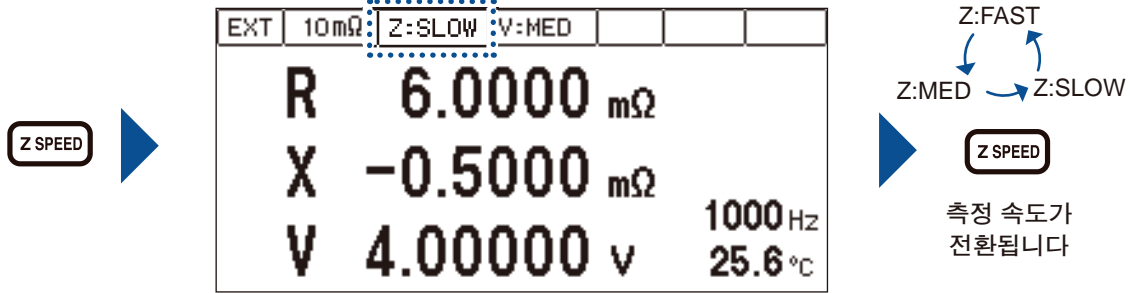 Z SPEED
EXT 10mΩ Z:SLOW V:MED
R 6.0000 mΩ
X -0.5000 mΩ
V 4.00000 V
1000 Hz
25.6 °C
Z:FAST
Z:MED Z:SLOW
Z SPEED
측정 속도가
전환됩니다